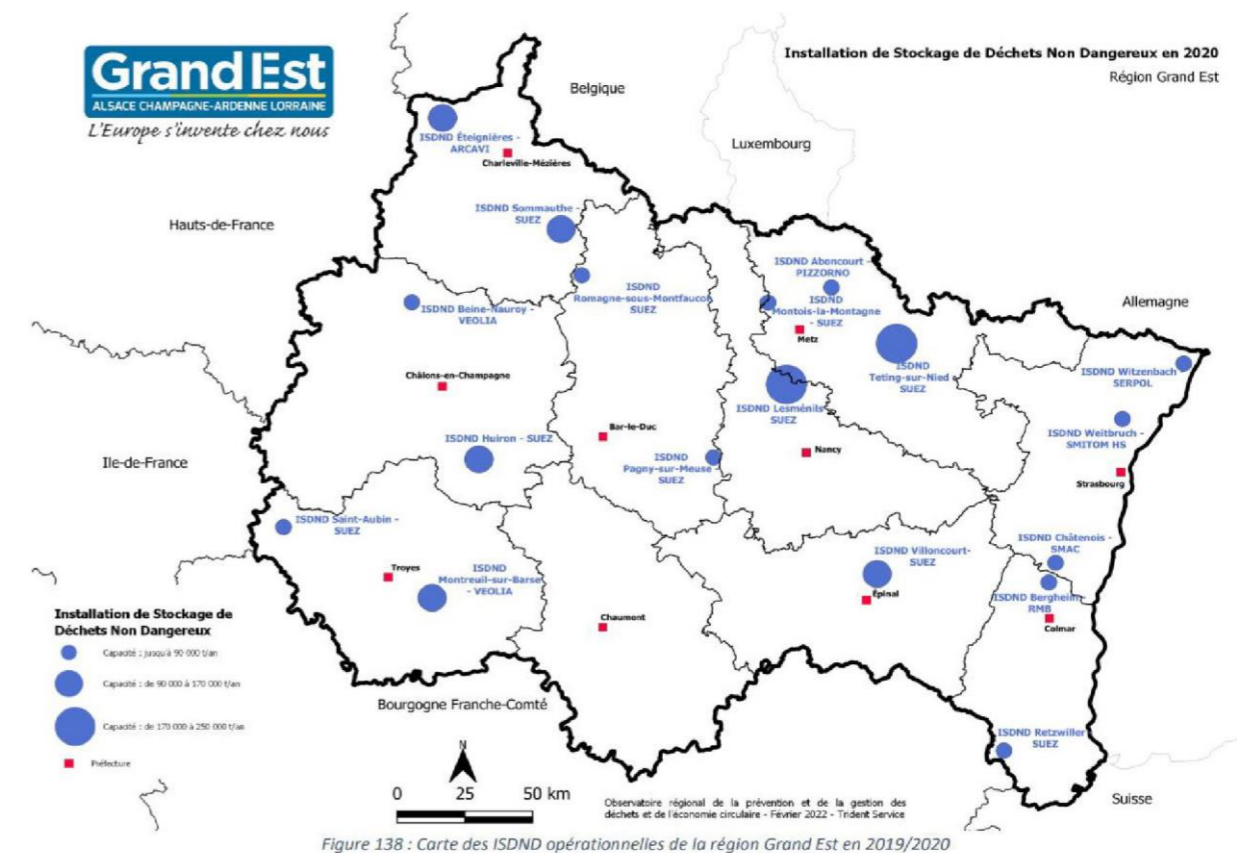 Grand Est
ALSACE CHAMPAGNE-ARDENNE LORRAINE
L'Europe s'invente chez nous
Installation de Stockage de Déchets Non Dangereux en 2020
Région Grand Est
Belgique
Luxembourg
Hauts-de-France
Allemagne
Ile-de-France
Bourgogne Franche-Comté
Suisse
ISDND Éteignières -
ARCAVI
Charleville-Mézières
ISDND Sommauthe -
SUEZ
ISDND
Romagne-sous-Montfaucon
SUEZ
ISDND Aboncourt -
PIZZORNO
ISDND
Montois-la-Montagne
- SUEZ
Metz
ISDND Beine-Nauroy -
VEOLIA
Châlons-en-Champagne
ISDND
Teting-sur-Nied -
SUEZ
ISDND Witzenbach
SERPOL
ISDND Lesménils
SUEZ
ISDND Weitbruch -
SMITOM HS
Bar-le-Duc
ISDND Huiron - SUEZ
ISDND
Pagny-sur-Meuse -
SUEZ
Nancy
Strasbourg
ISDND Saint-Aubin -
SUEZ
ISDND Châtenois -
SMAC
Troyes
ISDND
Montreuil-sur-Barse
- VEOLIA
ISDND Villoncourt-
SUEZ
Épinal
ISDND Bergheim -
RMB
Colmar
Chaumont
ISDND Retzwiller
SUEZ
Installation de Stockage de
Déchets Non Dangereux
Capacité : jusqu'à 90 000 t/an
Capacité : de 90 000 à 170 000 t/an
Capacité : de 170 000 à 250 000 t/an
Préfecture
N
0 25 50 km
Observatoire régional de la prévention et de la gestion des
déchets et de l'économie circulaire - Février 2022 - Trident Service
Figure 138 : Carte des ISDND opérationnelles de la région Grand Est en 2019/2020